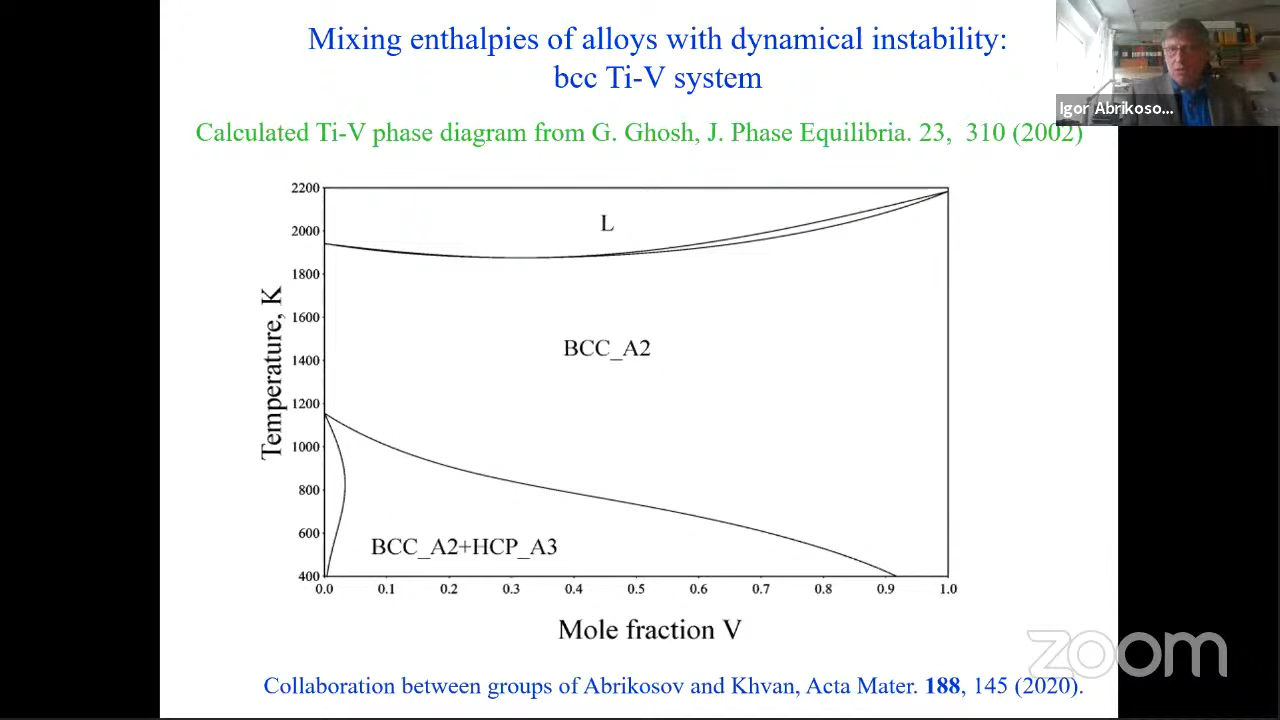 Mixing enthalpies of alloys with dynamical instability:
bcc Ti-V system
Igor Abrikoso...
Calculated Ti-V phase diagram from G. Ghosh, J. Phase Equilibria. 23, 310 (2002)
2200
2000
1800
1600
1400
1200
1000
800
600
400
Temperature, K
L
BCC_A2
BCC_A2+HCP_A3
0.0 0.1 0.2 0.3 0.4 0.5 0.6 0.7 0.8 0.9 1.0
Mole fraction V
zoom
Collaboration between groups of Abrikosov and Khvan, Acta Mater. 188, 145 (2020).